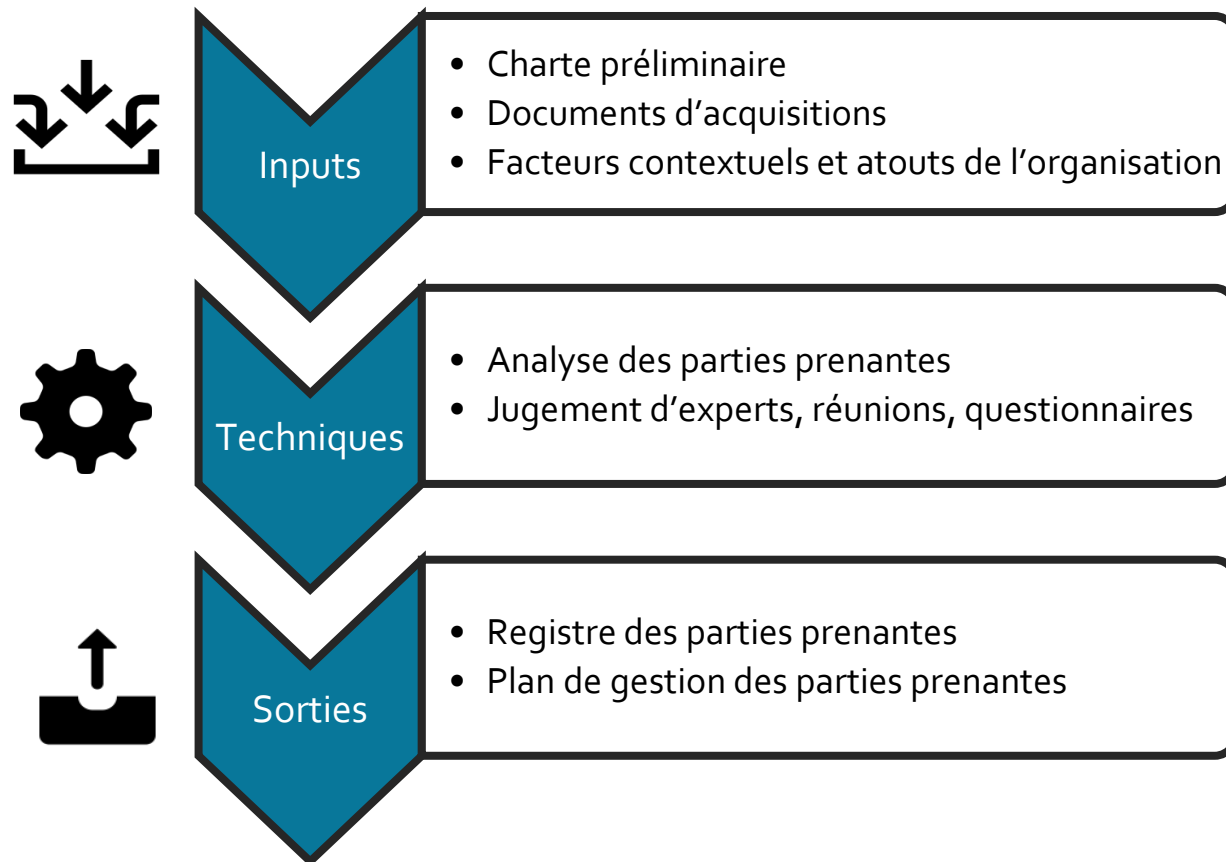 Inputs
• Charte préliminaire
• Documents d’acquisitions
• Facteurs contextuels et atouts de l’organisation
Techniques
• Analyse des parties prenantes
• Jugement d’experts, réunions, questionnaires
Sorties
• Registre des parties prenantes
• Plan de gestion des parties prenantes